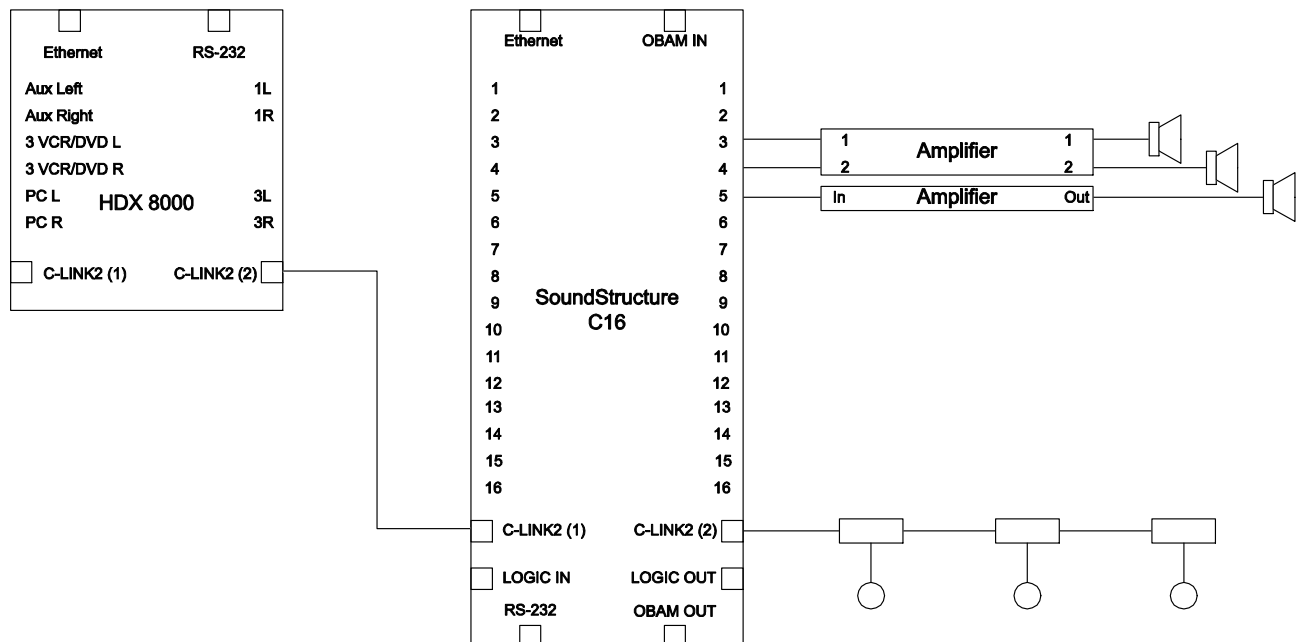 Ethernet RS-232
Aux Left 1L
Aux Right 1R
3 VCR/DVD L
3 VCR/DVD R
PC L 3L
HDX 8000
PC R 3R
C-LINK2 (1) C-LINK2 (2)
Ethernet OBAM IN
1 1
2 2
3 3
4 4
5 5
6 6
7 7
8 8
9 9
SoundStructure
C16
10 10
11 11
12 12
13 13
14 14
15 15
16 16
C-LINK2 (1) C-LINK2 (2)
LOGIC IN LOGIC OUT
RS-232 OBAM OUT
1 Amplifier 1
2 2
In Amplifier Out